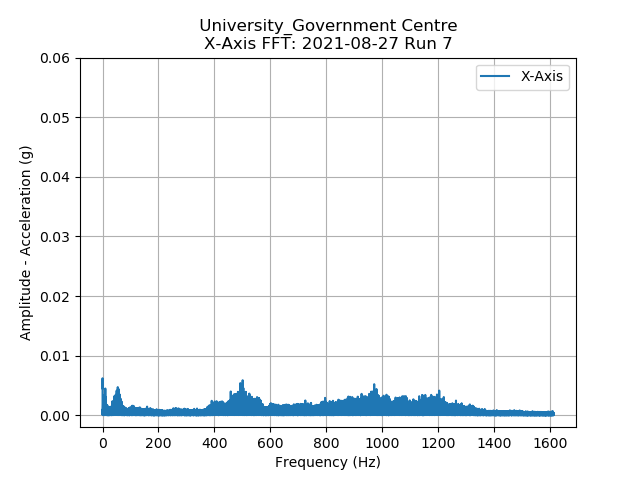 University_Government Centre
X-Axis FFT: 2021-08-27 Run 7
X-Axis
0.06
0.05
0.04
0.03
0.02
0.01
0.00
Amplitude - Acceleration (g)
0 200 400 600 800 1000 1200 1400 1600
Frequency (Hz)